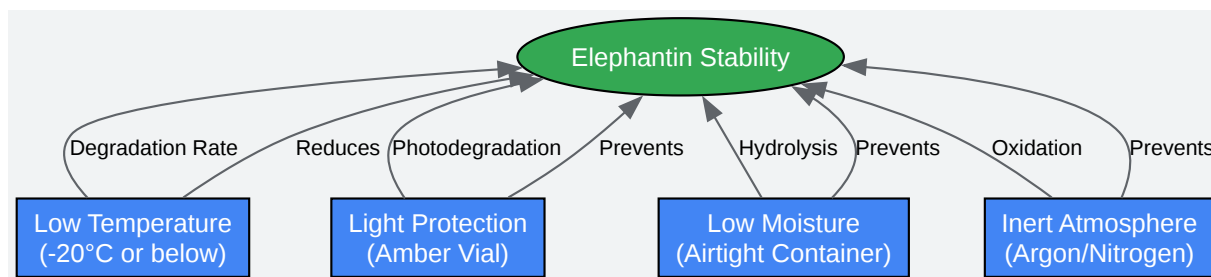 Elephantin Stability
Degradation Rate
Reduces
Photodegradation
Prevents
Hydrolysis
Prevents
Oxidation
Prevents
Low Temperature
(-20°C or below)
Light Protection
(Amber Vial)
Low Moisture
(Airtight Container)
Inert Atmosphere
(Argon/Nitrogen)